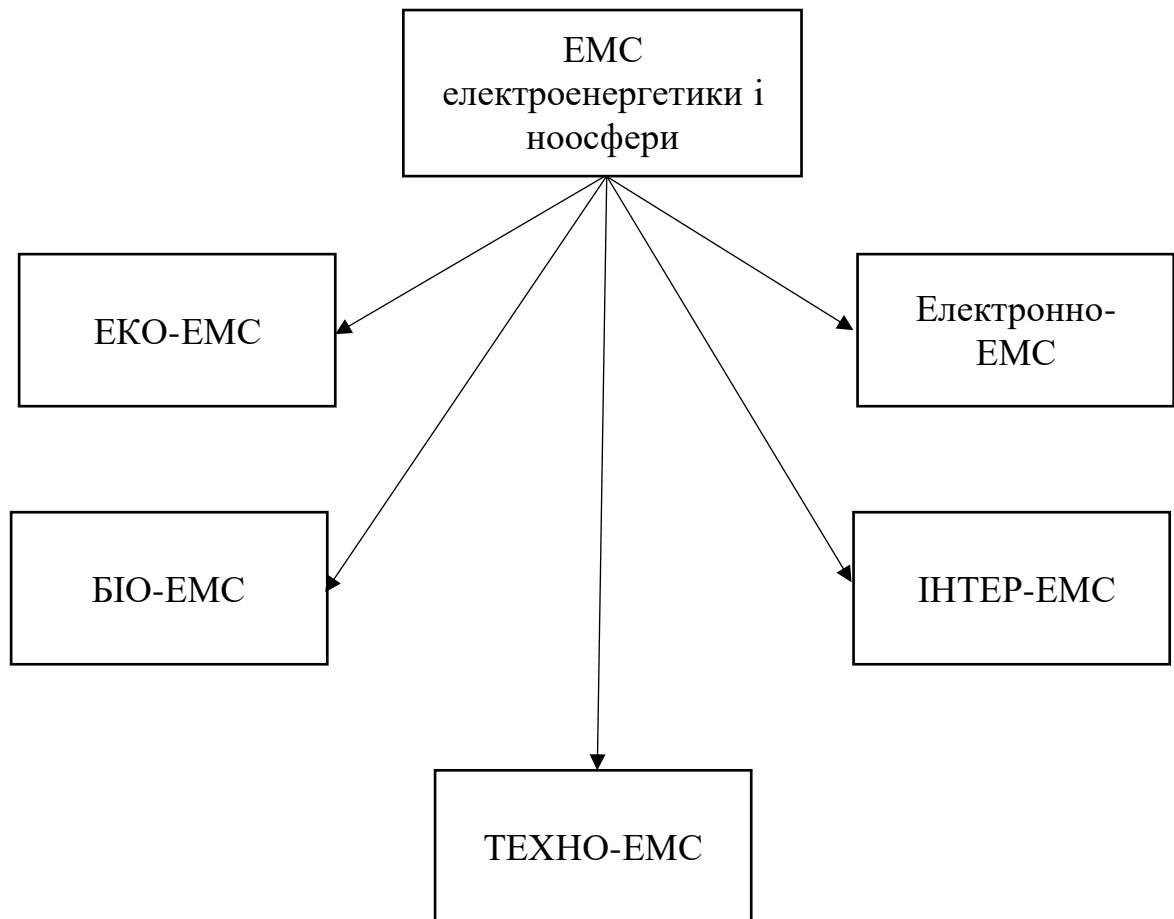 ЕМС
електроенергетики і
ноосфери
ЕКО-ЕМС
Електронно-
ЕМС
БІО-ЕМС
ІНТЕР-ЕМС
ТЕХНО-ЕМС